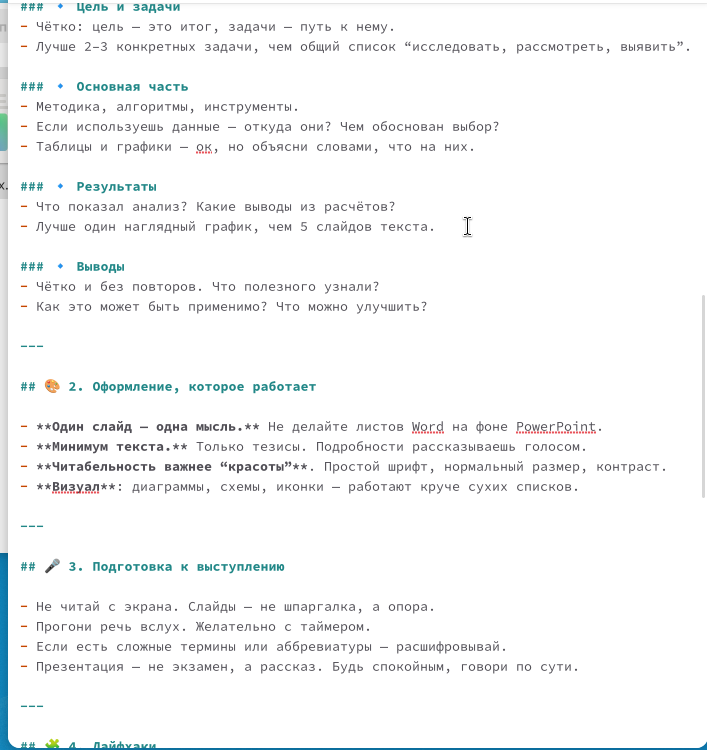 ### 🔹 Цель и задачи
- Чётко: цель — это итог, задачи — путь к нему.
- Лучше 2–3 конкретных задачи, чем общий список “исследовать, рассмотреть, выявить”.
### 🔹 Основная часть
- Методика, алгоритмы, инструменты.
- Если используешь данные — откуда они? Чем обоснован выбор?
- Таблицы и графики — ок, но объясни словами, что на них.
### 🔹 Результаты
- Что показал анализ? Какие выводы из расчётов?
- Лучше один наглядный график, чем 5 слайдов текста.
### 🔹 Выводы
- Чётко и без повторов. Что полезного узнали?
- Как это может быть применимо? Что можно улучшить?
---
## 🎨 2. Оформление, которое работает
- **Один слайд — одна мысль.** Не делайте листов Word на фоне PowerPoint.
- **Минимум текста.** Только тезисы. Подробности рассказываешь голосом.
- **Читабельность важнее “красоты”**. Простой шрифт, нормальный размер, контраст.
- **Визуал**: диаграммы, схемы, иконки — работают круче сухих списков.
---
## 🎤 3. Подготовка к выступлению
- Не читай с экрана. Слайды — не шпаргалка, а опора.
- Прогони речь вслух. Желательно с таймером.
- Если есть сложные термины или аббревиатуры — расшифровывай.
- Презентация — не экзамен, а рассказ. Будь спокойным, говори по сути.
---
## 🧩 4. Лайфхаки